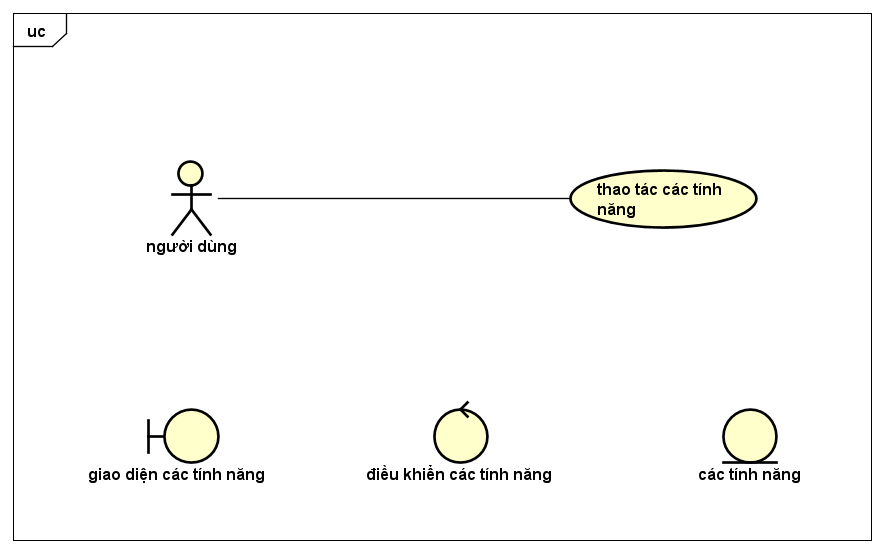 uc
thao tác các tính
năng
người dùng
giao diện các tính năng
điều khiển các tính năng
các tính năng